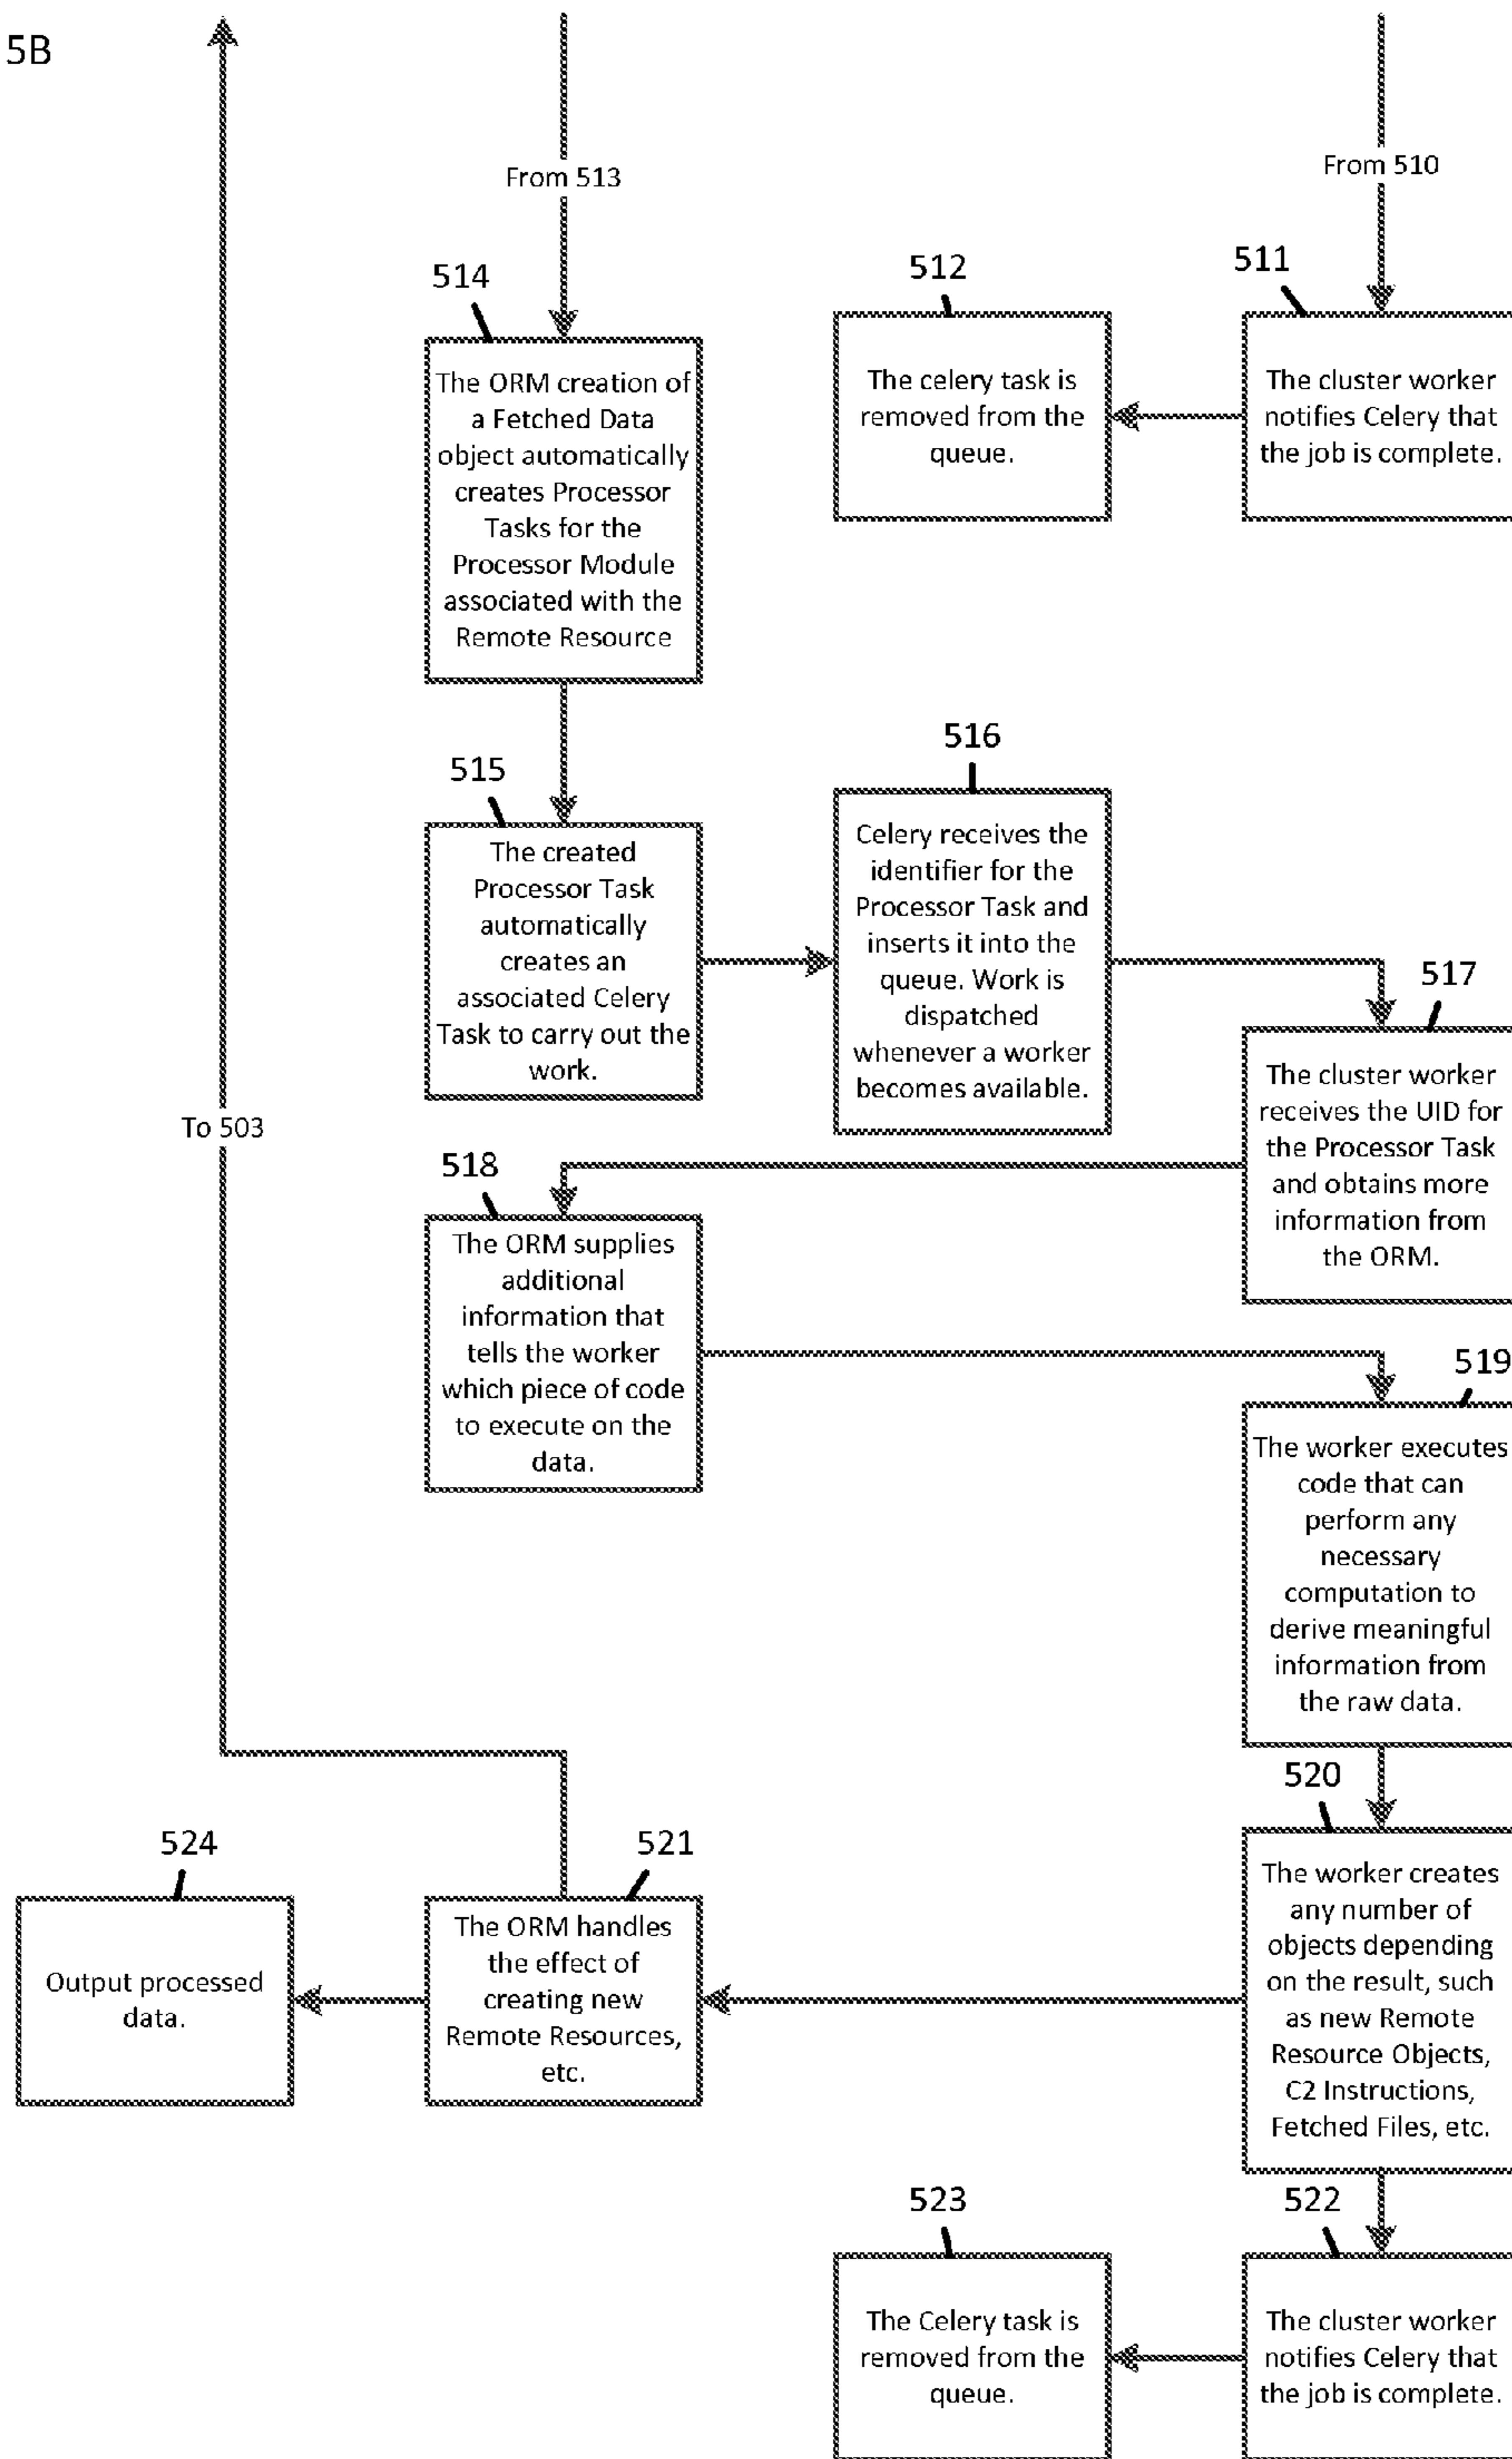 5B
From 513
From 510
514
The ORM creation of
a Fetched Data
object automatically
creates Processor
Tasks for the
Processor Module
associated with the
Remote Resource
512
The celery task is
removed from the
queue.
511
The cluster worker
notifies Celery that
the job is complete.
515
The created
Processor Task
automatically
creates an
associated Celery
Task to carry out the
work.
516
Celery receives the
identifier for the
Processor Task and
inserts it into the
queue. Work is
dispatched
whenever a worker
becomes available.
517
The cluster worker
receives the UID for
the Processor Task
and obtains more
information from
the ORM.
To 503
518
The ORM supplies
additional
information that
tells the worker
which piece of code
to execute on the
data.
519
The worker executes
code that can
perform any
necessary
computation to
derive meaningful
information from
the raw data.
520
The worker creates
any number of
objects depending
on the result, such
as new Remote
Resource Objects,
C2 Instructions,
Fetched Files, etc.
524
Output processed
data.
521
The ORM handles
the effect of
creating new
Remote Resources,
etc.
523
The Celery task is
removed from the
queue.
522
The cluster worker
notifies Celery that
the job is complete.